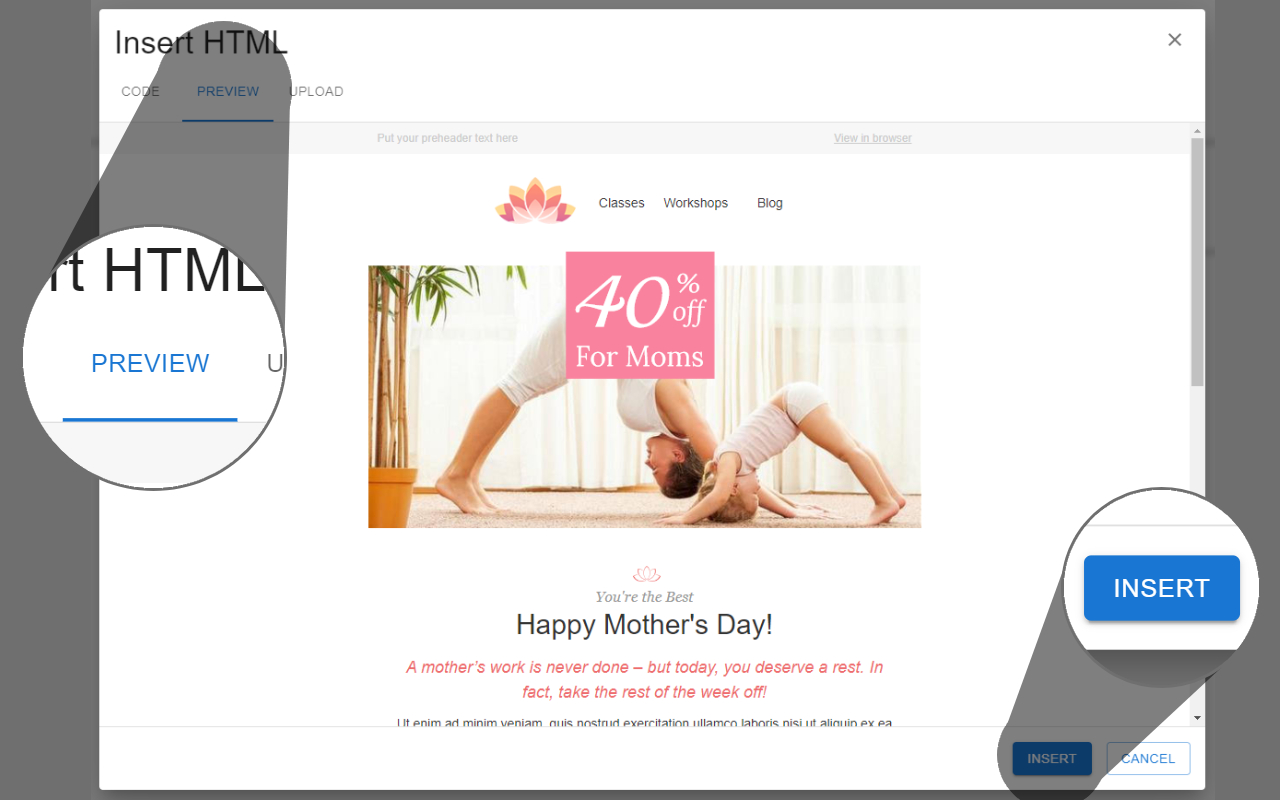 Insert HTML
CODE PREVIEW UPLOAD
Put your preheader text here View in browser
Classes Workshops Blog
rt HTML
PREVIEW U
40 % off
For Moms
You're the Best
Happy Mother's Day!
A mother’s work is never done – but today, you deserve a rest. In
fact, take the rest of the week off!
Ut enim ad minim veniam, quis nostrud exercitation ullamco laboris nisi ut aliquip ex ea
INSERT
INSERT CANCEL